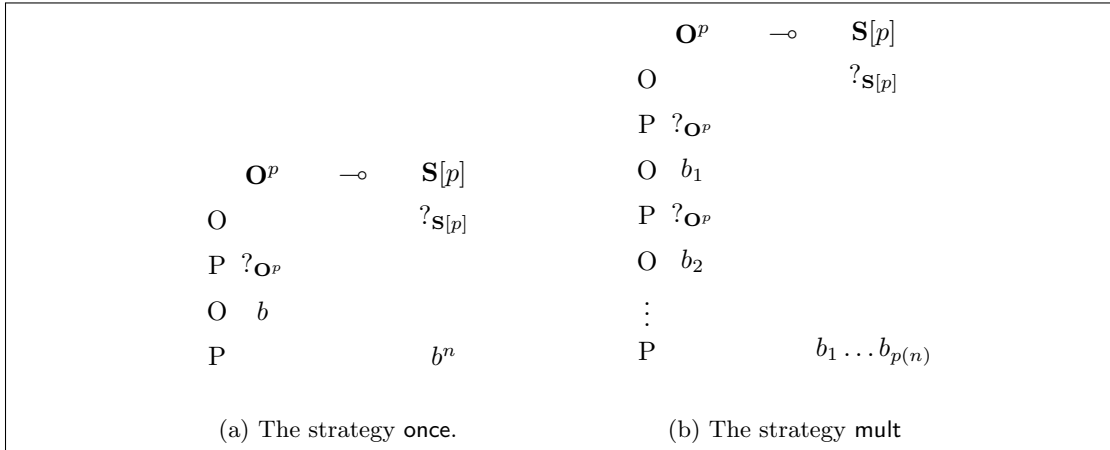 O^p ⊸ S[p]
O ?_{S[p]}
P ?_{O^p}
O b
P b^n
(a) The strategy once.
O^p ⊸ S[p]
O ?_{S[p]}
P ?_{O^p}
O b_1
P ?_{O^p}
O b_2
⋮
P b_1 … b_{p(n)}
(b) The strategy mult